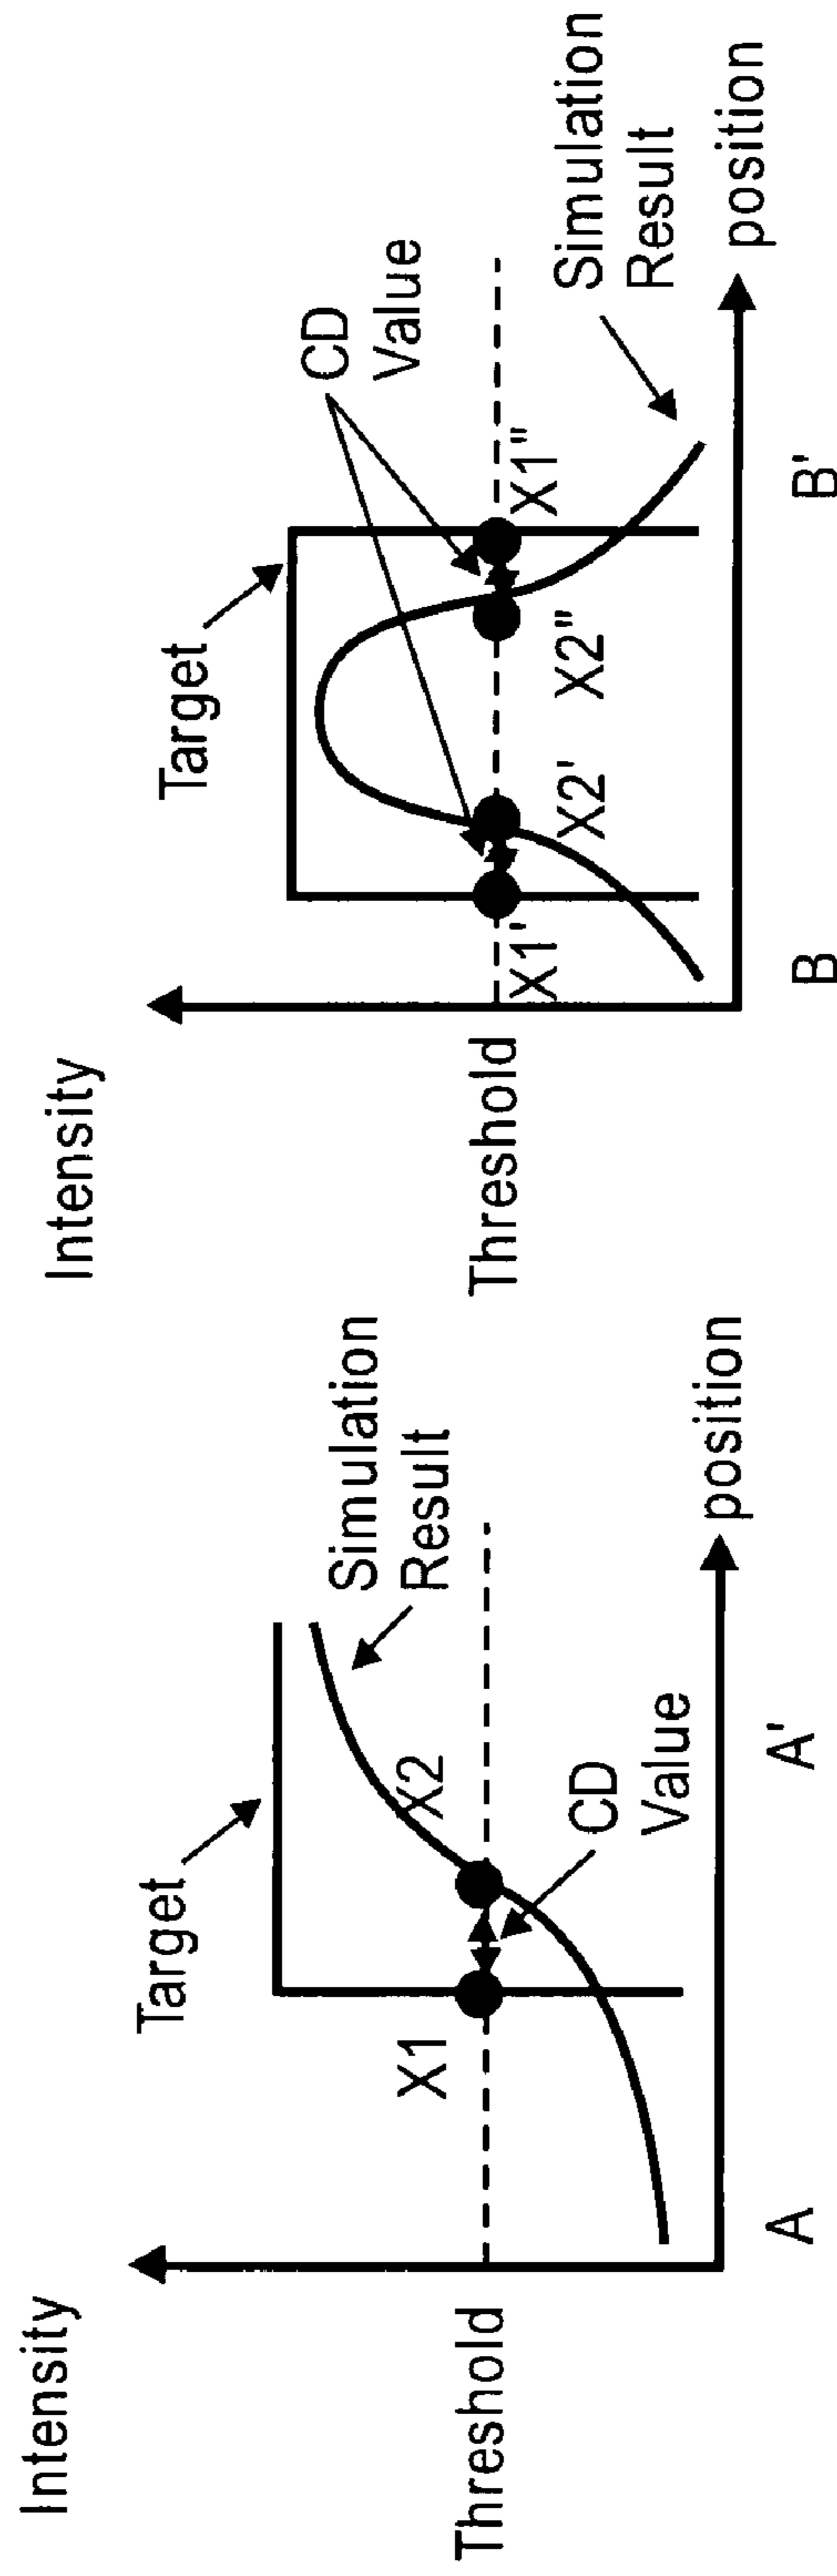 Intensity
Target
Simulation
Result
X1
X2
Threshold
CD
Value
position
A
A'
Intensity
Target
CD
Value
Threshold
X1'
X2'
X2"
X1"
Simulation
Result
position
B
B'